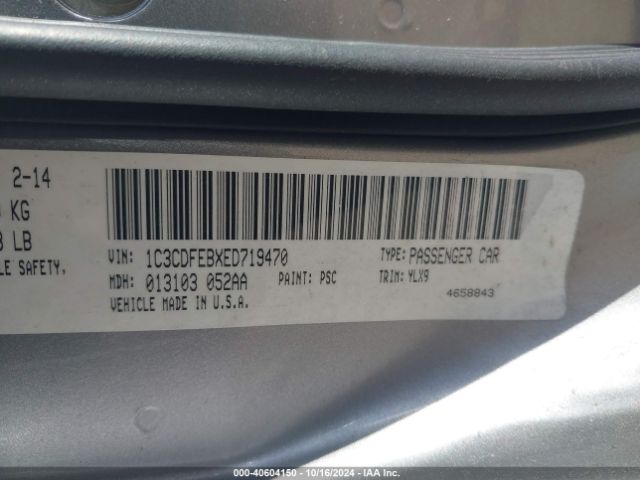 2-14
KG
LB
LE SAFETY,
VIN: 1C3CDFEBXED719470
TYPE: PASSENGER CAR
MDH: 013103 052AA
PAINT: PSC
TRIM: YLX9
VEHICLE MADE IN U.S.A.
4658843
000-40604150 - 10/16/2024 - IAA Inc.